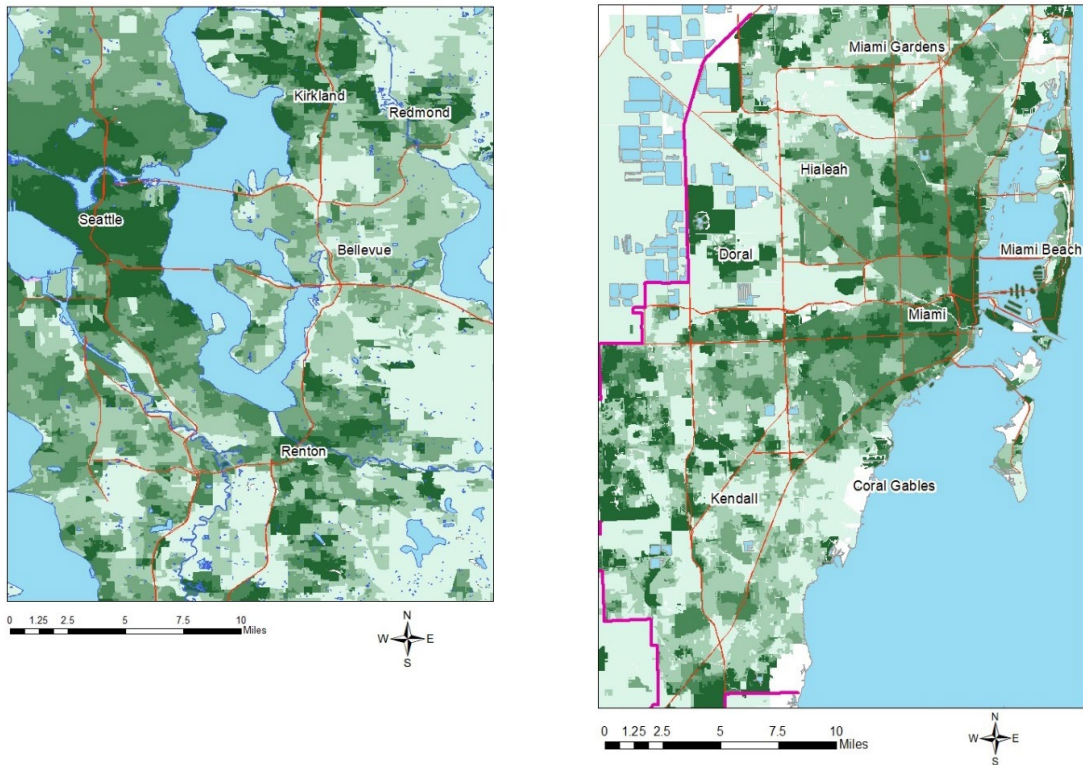 Kirkland
Redmond
Seattle
Bellevue
Renton
0 1.25 2.5 5 7.5 10
Miles
N
W E
S
Miami Gardens
Hialeah
Doral
Miami Beach
Miami
Kendall
Coral Gables
0 1.25 2.5 5 7.5 10
Miles
N
W E
S